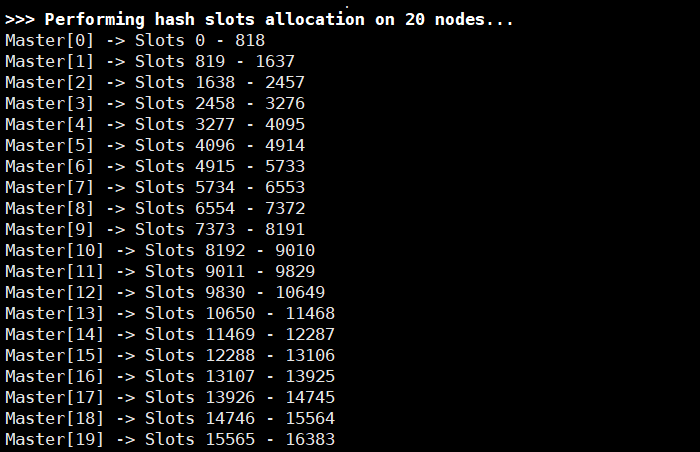 >>> Performing hash slots allocation on 20 nodes...
Master[0] -> Slots 0 - 818
Master[1] -> Slots 819 - 1637
Master[2] -> Slots 1638 - 2457
Master[3] -> Slots 2458 - 3276
Master[4] -> Slots 3277 - 4095
Master[5] -> Slots 4096 - 4914
Master[6] -> Slots 4915 - 5733
Master[7] -> Slots 5734 - 6553
Master[8] -> Slots 6554 - 7372
Master[9] -> Slots 7373 - 8191
Master[10] -> Slots 8192 - 9010
Master[11] -> Slots 9011 - 9829
Master[12] -> Slots 9830 - 10649
Master[13] -> Slots 10650 - 11468
Master[14] -> Slots 11469 - 12287
Master[15] -> Slots 12288 - 13106
Master[16] -> Slots 13107 - 13925
Master[17] -> Slots 13926 - 14745
Master[18] -> Slots 14746 - 15564
Master[19] -> Slots 15565 - 16383